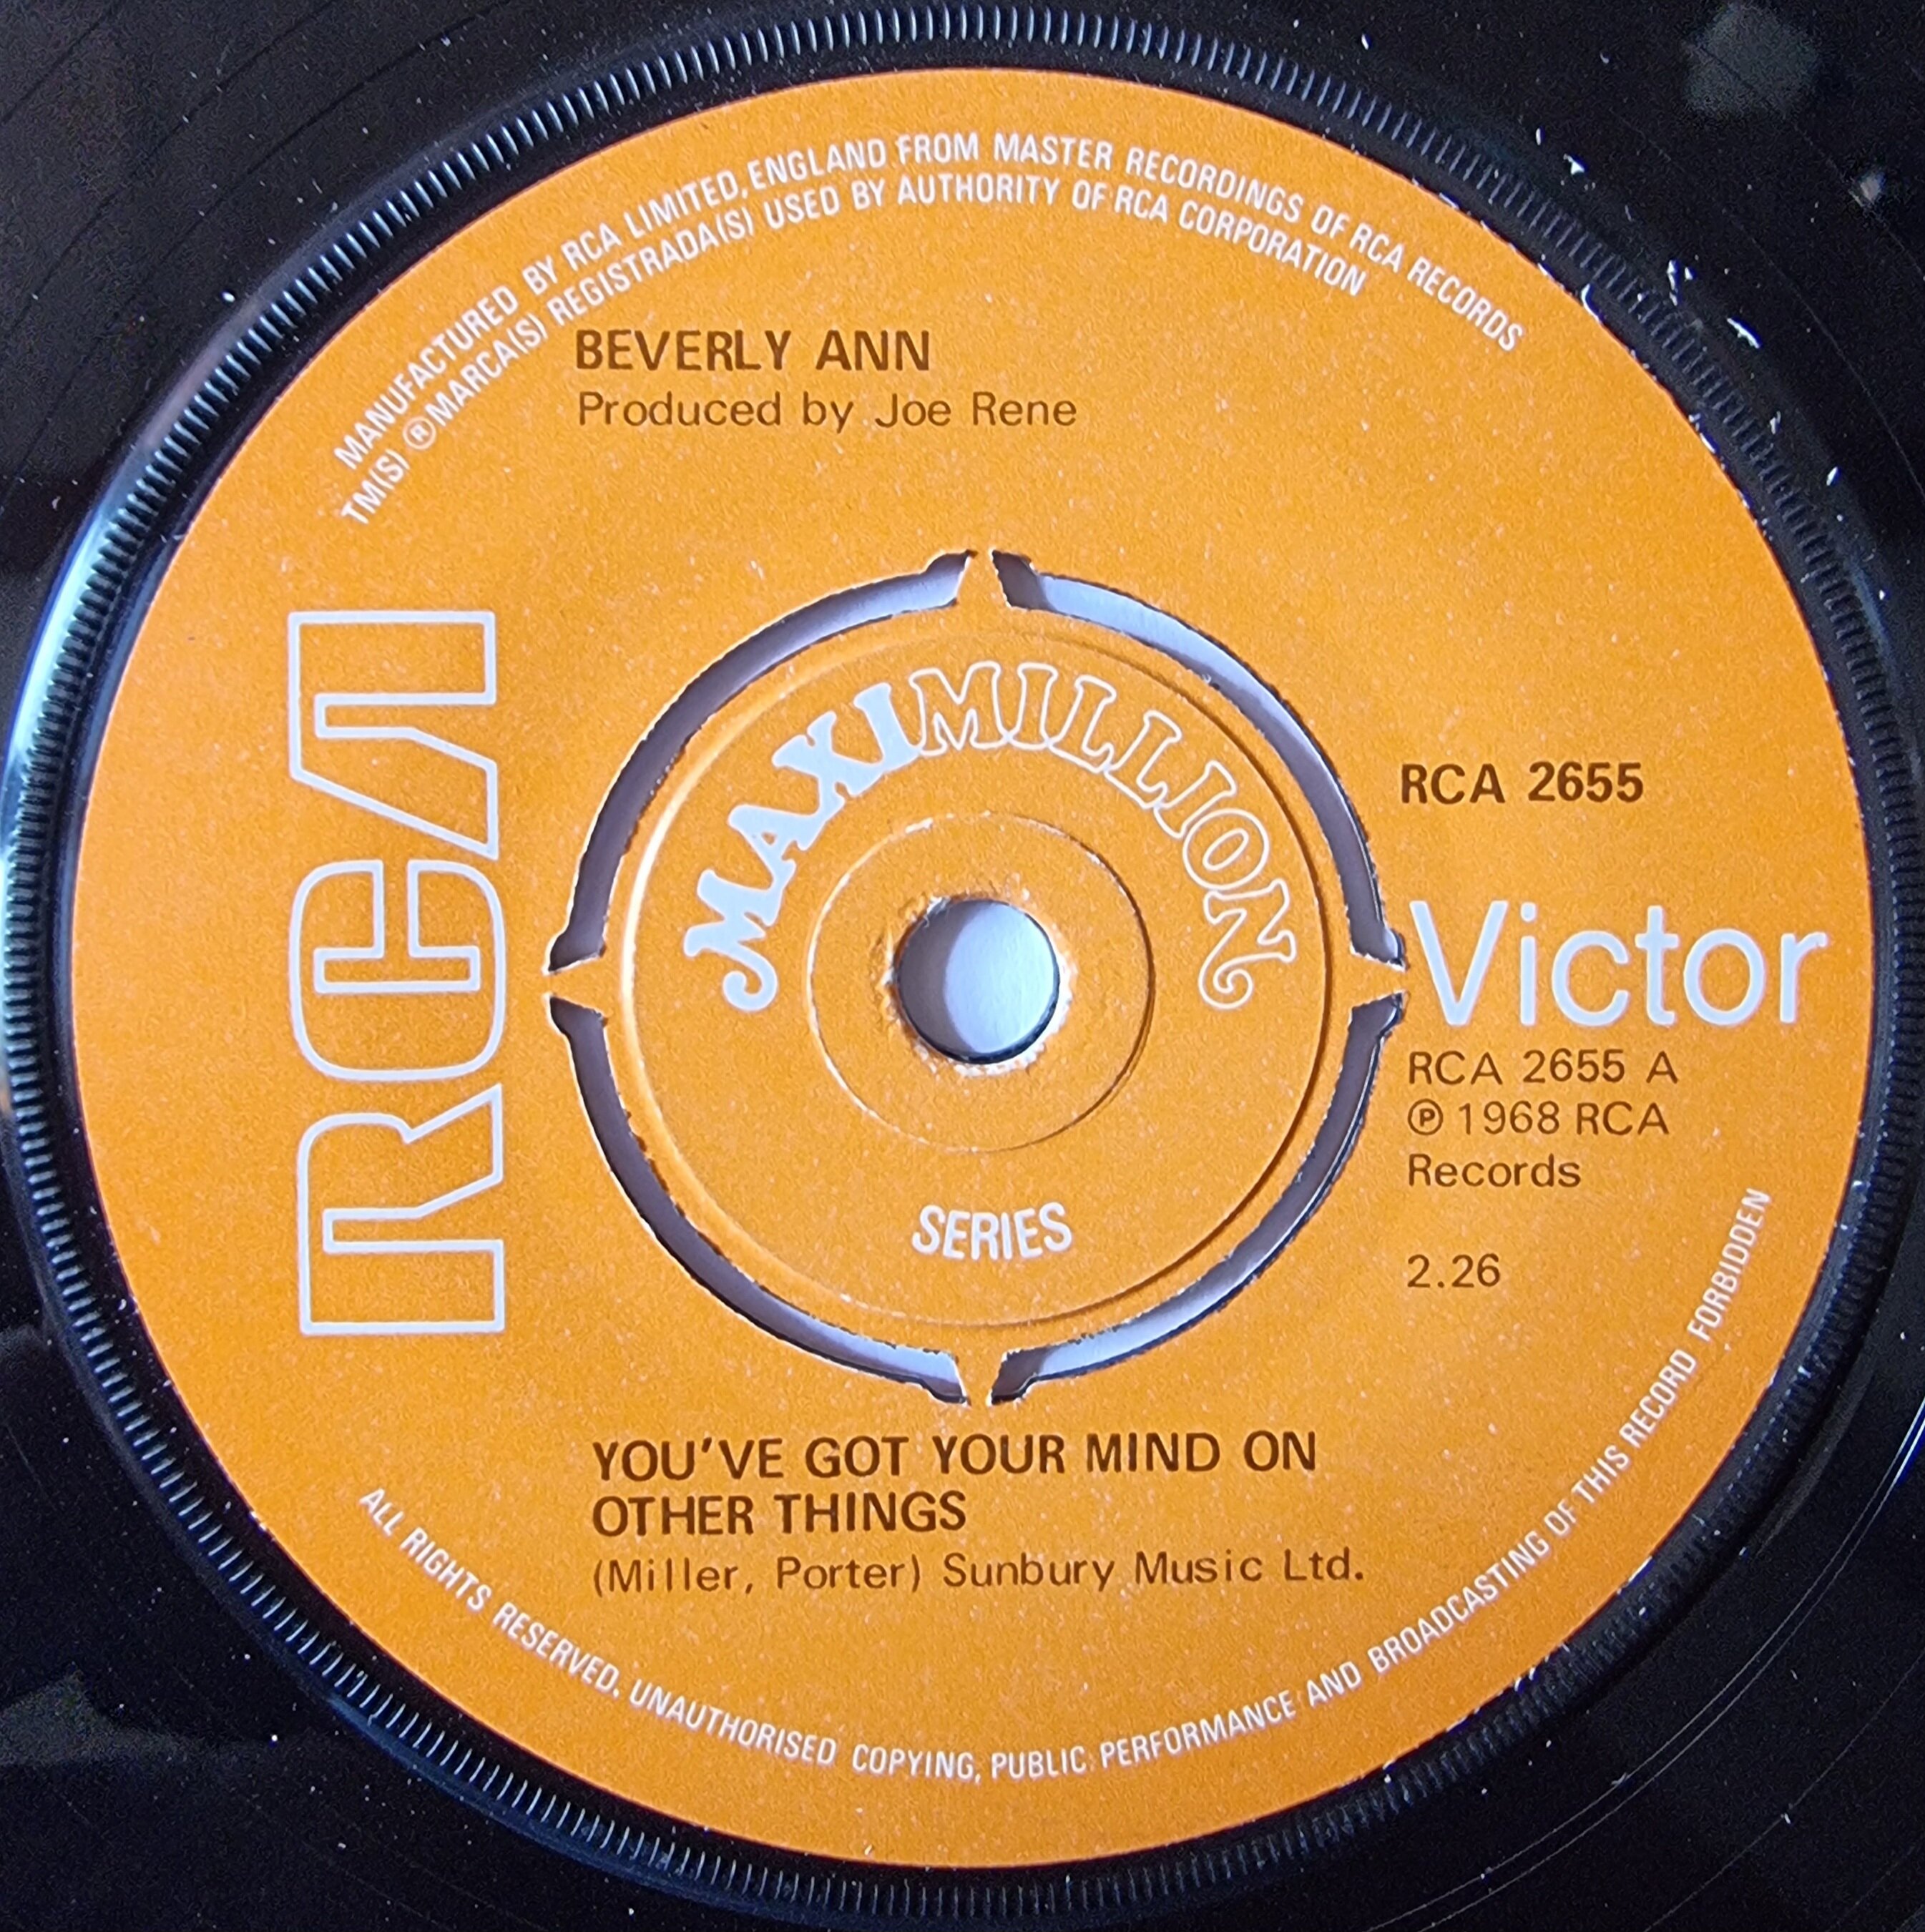 MANUFACTURED BY RCA LIMITED, ENGLAND FROM MASTER RECORDINGS OF RCA RECORDS
TM(S) ® MARCA(S) REGISTRADA(S) USED BY AUTHORITY OF RCA CORPORATION
BEVERLY ANN
Produced by Joe Rene
RCA
MAXIMILLION
SERIES
RCA 2655
Victor
RCA 2655 A
℗ 1968 RCA
Records
2.26
YOU'VE GOT YOUR MIND ON
OTHER THINGS
(Miller, Porter) Sunbury Music Ltd.
ALL RIGHTS RESERVED. UNAUTHORISED COPYING, PUBLIC PERFORMANCE AND BROADCASTING OF THIS RECORD FORBIDDEN